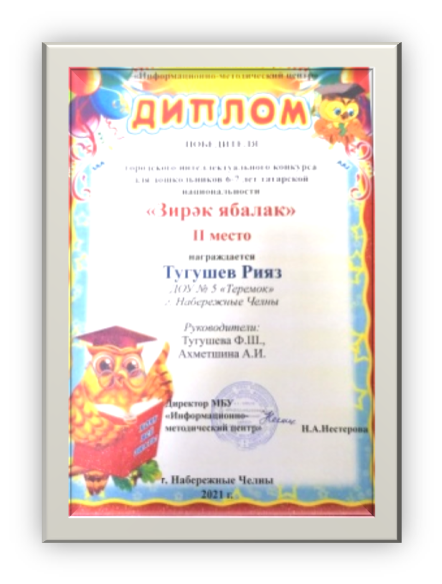 «Информационно-методический центр»
ДИПЛОМ
ПОБЕДИТЕЛЯ
городского интеллектуального конкурса
для дошкольников 6-7 лет татарской
национальности
«Зирәк ябалак»
II место
награждается
Тугушев Рияз
ДОУ № 5 «Теремок»
г. Набережные Челны
Руководители:
Тугушева Ф.Ш.,
Ахметшина А.И.
Директор МБУ
«Информационно-
методический центр»
И.А.Нестерова
г. Набережные Челны
2021 г.